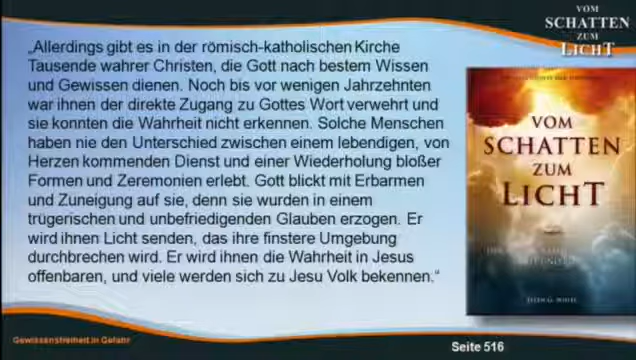 VOM
SCHATTEN
ZUM
LICHT
„Allerdings gibt es in der römisch-katholischen Kirche
Tausende wahrer Christen, die Gott nach bestem Wissen
und Gewissen dienen. Noch bis vor wenigen Jahrzehnten
war ihnen der direkte Zugang zu Gottes Wort verwehrt und
sie konnten die Wahrheit nicht erkennen. Solche Menschen
haben nie den Unterschied zwischen einem lebendigen, von
Herzen kommenden Dienst und einer Wiederholung bloßer
Formen und Zeremonien erlebt. Gott blickt mit Erbarmen
und Zuneigung auf sie, denn sie wurden in einem
trügerischen und unbefriedigenden Glauben erzogen. Er
wird ihnen Licht senden, das ihre finstere Umgebung
durchbrechen wird. Er wird ihnen die Wahrheit in Jesus
offenbaren, und viele werden sich zu Jesu Volk bekennen.“
VOM
SCHATTEN
ZUM
LICHT
ELLEN G. WHITE
Gewissensfreiheit in Gefahr
Seite 516